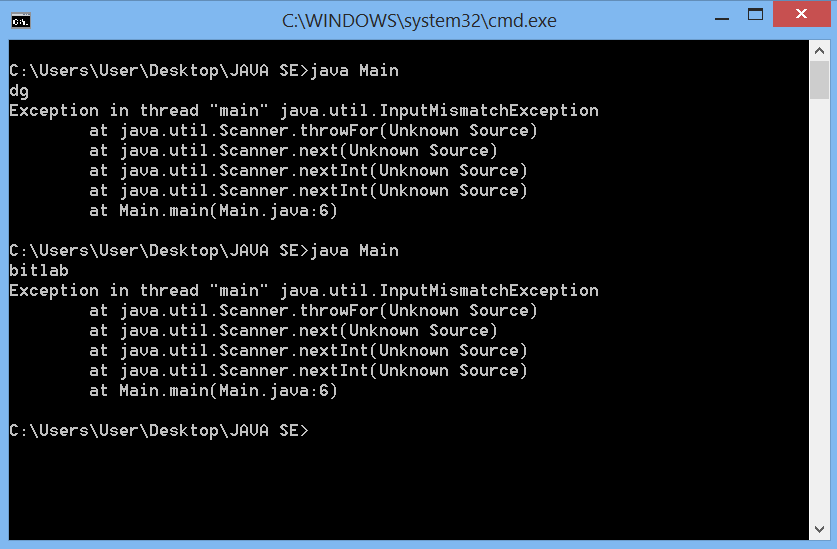 C:\WINDOWS\system32\cmd.exe
C:\Users\User\Desktop\JAVA SE>java Main
dg
Exception in thread "main" java.util.InputMismatchException
        at java.util.Scanner.throwFor(Unknown Source)
        at java.util.Scanner.next(Unknown Source)
        at java.util.Scanner.nextInt(Unknown Source)
        at java.util.Scanner.nextInt(Unknown Source)
        at Main.main(Main.java:6)
C:\Users\User\Desktop\JAVA SE>java Main
bitlab
Exception in thread "main" java.util.InputMismatchException
        at java.util.Scanner.throwFor(Unknown Source)
        at java.util.Scanner.next(Unknown Source)
        at java.util.Scanner.nextInt(Unknown Source)
        at java.util.Scanner.nextInt(Unknown Source)
        at Main.main(Main.java:6)
C:\Users\User\Desktop\JAVA SE>